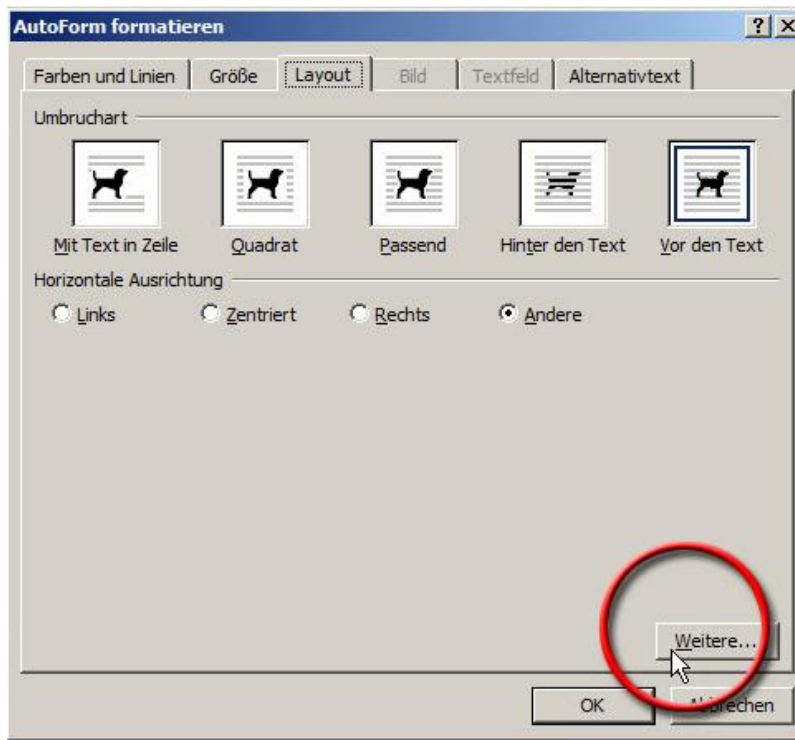 AutoForm formatieren
Farben und Linien Größe Layout Bild Textfeld Alternativtext
Umbruchart
Mit Text in Zeile Quadrat Passend Hinter den Text Vor den Text
Horizontale Ausrichtung
Links Zentriert Rechts Andere
Weitere...
OK Abbrechen